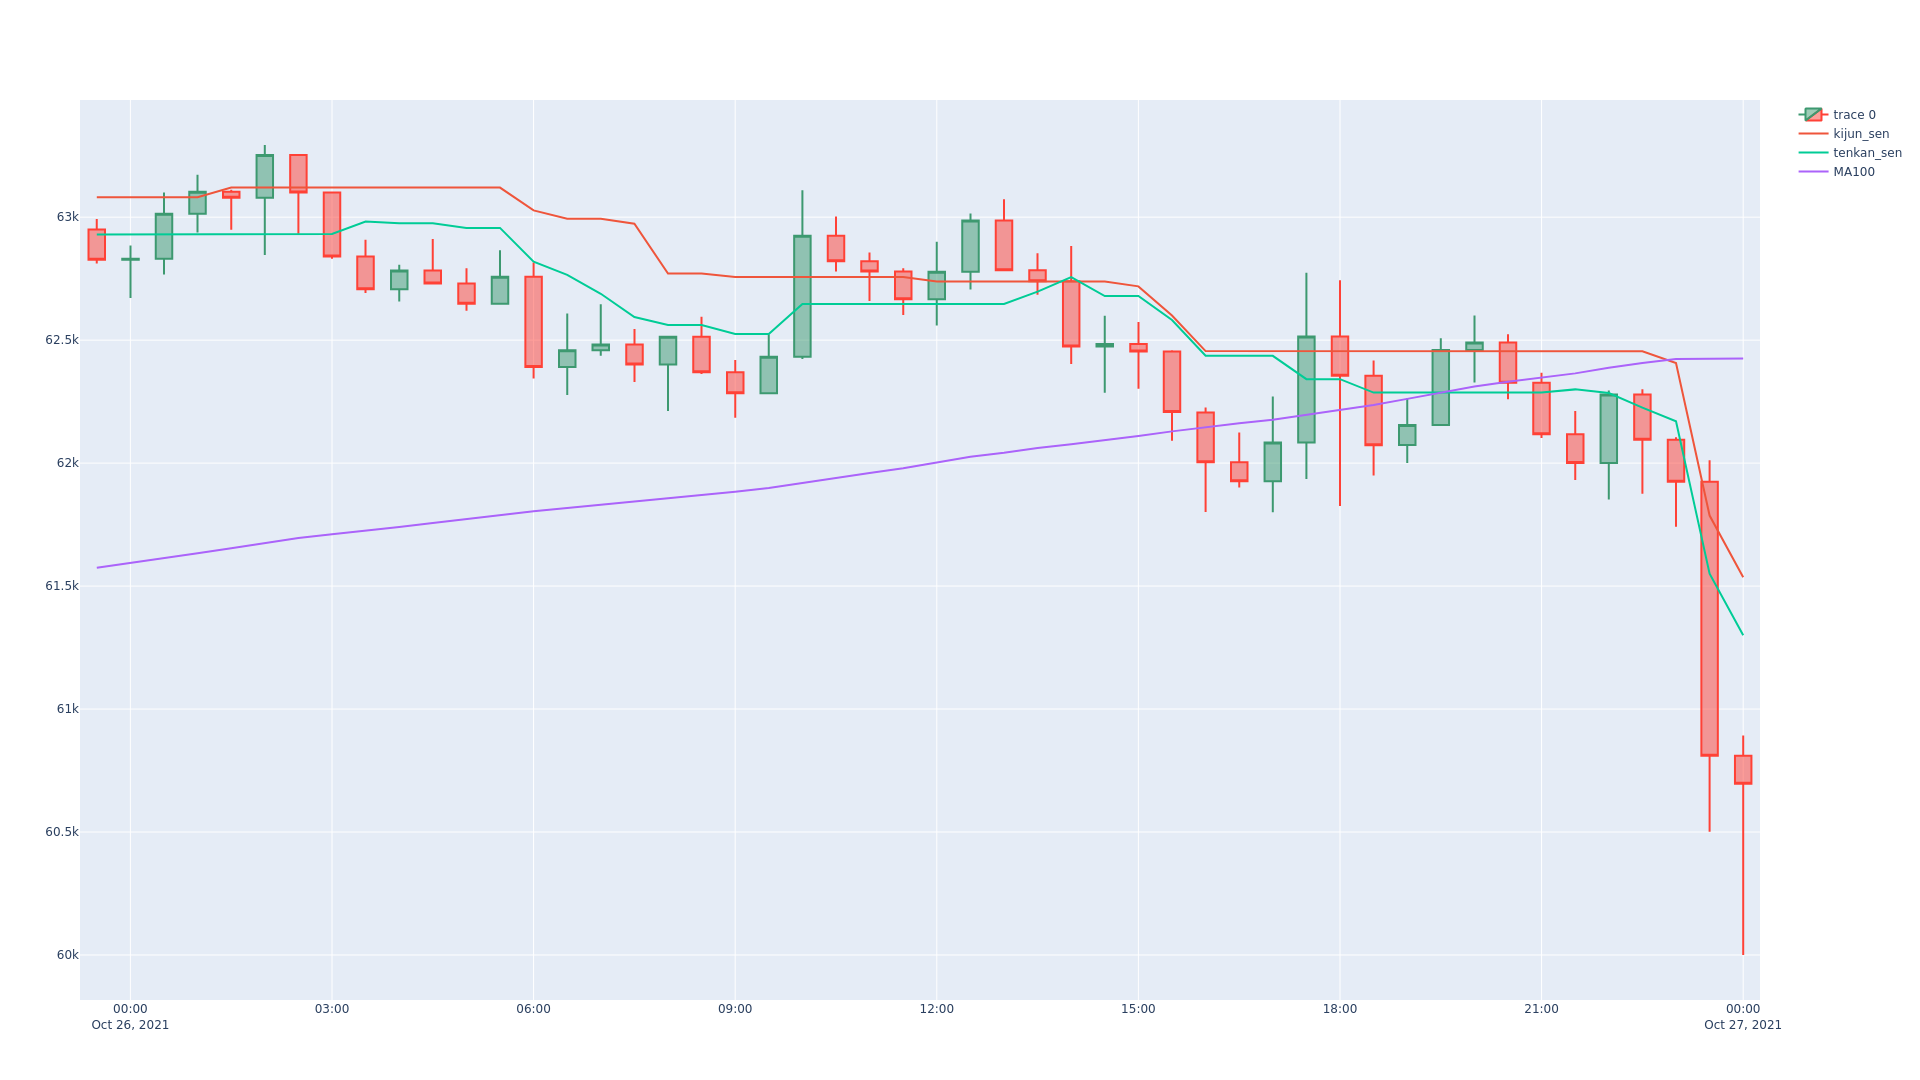 trace 0
kijun_sen
tenkan_sen
MA100
63k
62.5k
62k
61.5k
61k
60.5k
60k
00:00 03:00 06:00 09:00 12:00 15:00 18:00 21:00 00:00
Oct 26, 2021 Oct 27, 2021